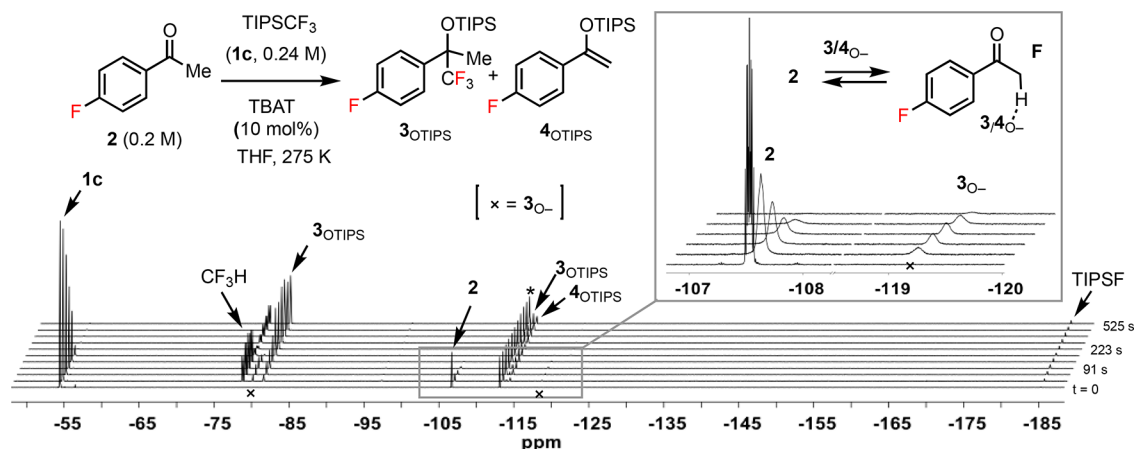 O
TIPSCF3
(1c, 0.24 M)
Me
F
2 (0.2 M)
TBAT
(10 mol%)
THF, 275 K
OTIPS
Me
CF3
F
3OTIPS
+
OTIPS
F
4OTIPS
[ × = 3O– ]
3/4O–
2
O
F
H
F
3/4O–
2
3O–
×
-107
-108
-119
-120
1c
CF3H
3OTIPS
2
*
3OTIPS
4OTIPS
TIPSF
525 s
223 s
91 s
t = 0
×
×
-55
-65
-75
-85
-95
-105
-115
-125
-135
-145
-155
-165
-175
-185
ppm